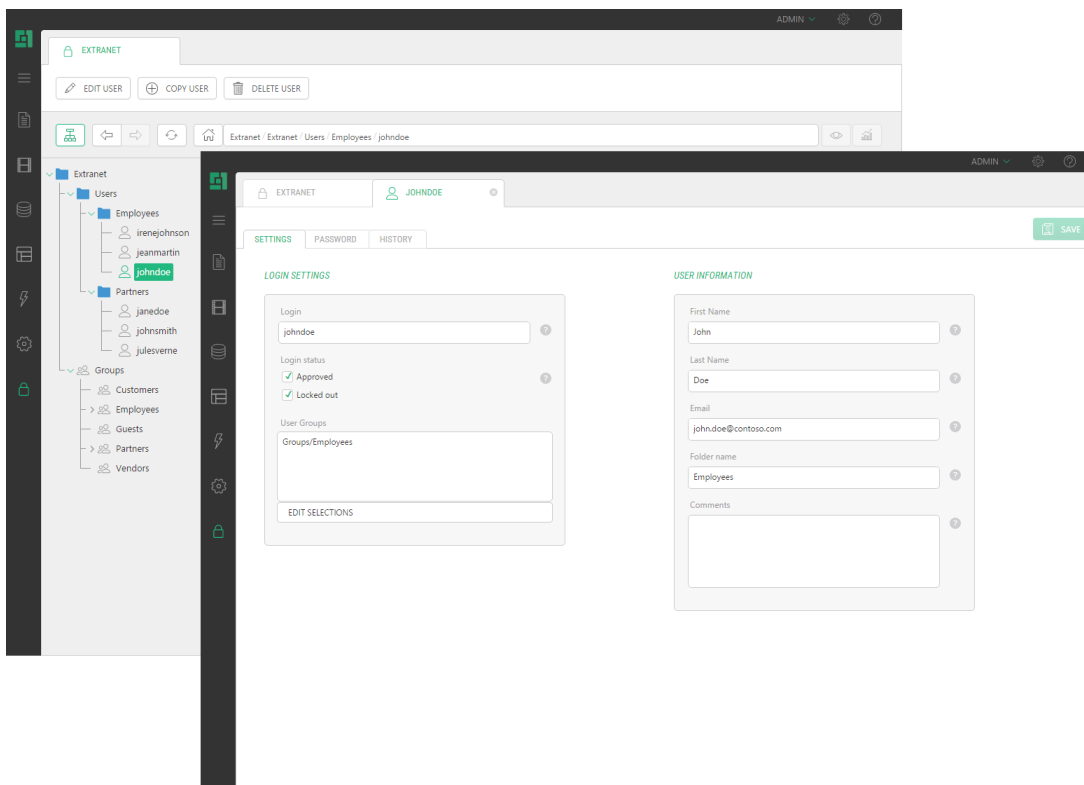 ADMIN
EXTRANET
EDIT USER
COPY USER
DELETE USER
Extranet / Extranet / Users / Employees / johndoe
Extranet
Users
Employees
irenejohnson
jeanmartin
johndoe
Partners
janedoe
johnsmith
julesverne
Groups
Customers
Employees
Guests
Partners
Vendors
ADMIN
EXTRANET
JOHNDOE
SAVE
SETTINGS
PASSWORD
HISTORY
LOGIN SETTINGS
Login
johndoe
Login status
Approved
Locked out
User Groups
Groups/Employees
EDIT SELECTIONS
USER INFORMATION
First Name
John
Last Name
Doe
Email
john.doe@contoso.com
Folder name
Employees
Comments